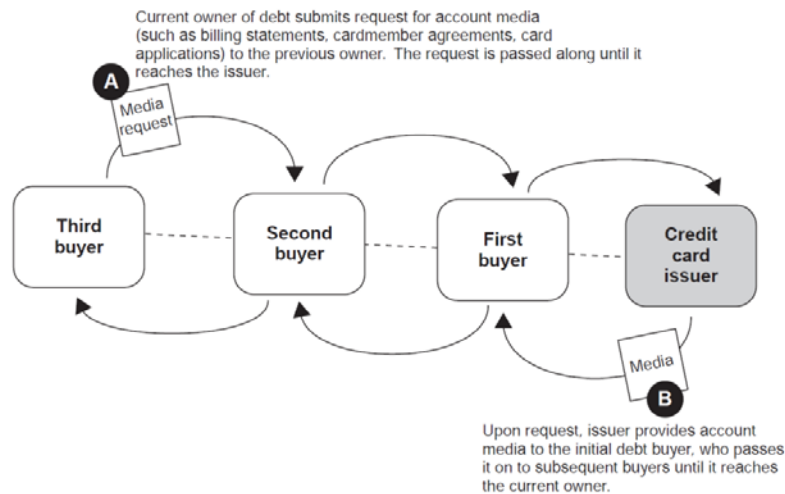 Current owner of debt submits request for account media
(such as billing statements, cardmember agreements, card
applications) to the previous owner.  The request is passed along until it
reaches the issuer.
A
Media
request
Third
buyer
Second
buyer
First
buyer
Credit
card
issuer
Media
B
Upon request, issuer provides account
media to the initial debt buyer, who passes
it on to subsequent buyers until it reaches
the current owner.